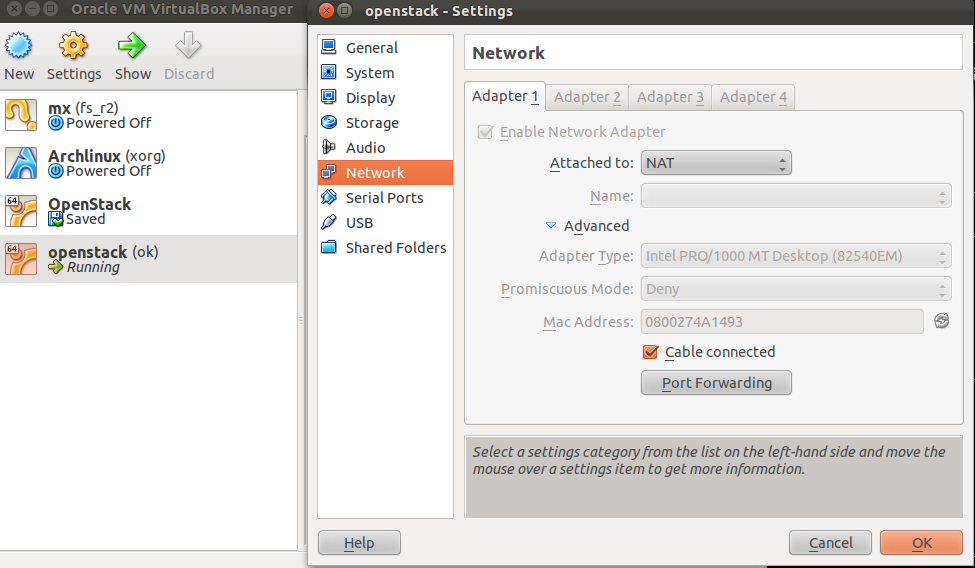 Oracle VM VirtualBox Manager
New Settings Show Discard
mx (fs_r2)
Powered Off
Archlinux (xorg)
Powered Off
64
OpenStack
Saved
64
openstack (ok)
Running
openstack - Settings
General
System
Display
Storage
Audio
Network
Serial Ports
USB
Shared Folders
Network
Adapter 1 Adapter 2 Adapter 3 Adapter 4
Enable Network Adapter
Attached to: NAT
Name:
Advanced
Adapter Type: Intel PRO/1000 MT Desktop (82540EM)
Promiscuous Mode: Deny
Mac Address: 0800274A1493
Cable connected
Port Forwarding
Select a settings category from the list on the left-hand side and move the
mouse over a settings item to get more information.
Help Cancel OK